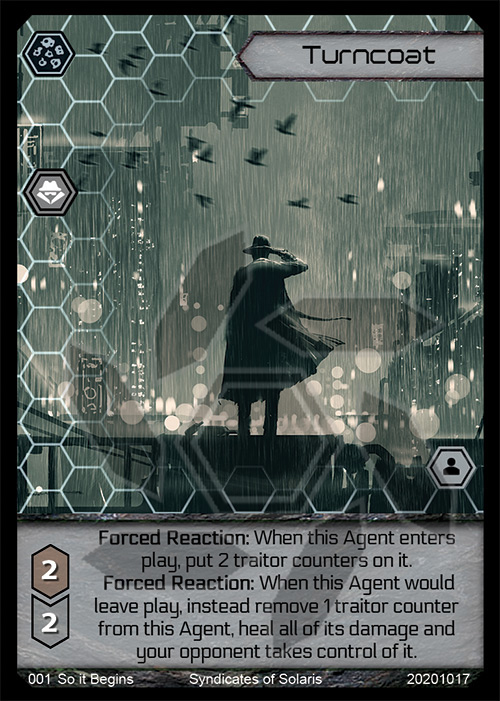 Turncoat
Forced Reaction: When this Agent enters
play, put 2 traitor counters on it.
Forced Reaction: When this Agent would
leave play, instead remove 1 traitor counter
from this Agent, heal all of its damage and
your opponent takes control of it.
2
2
001 So it Begins Syndicates of Solaris 20201017